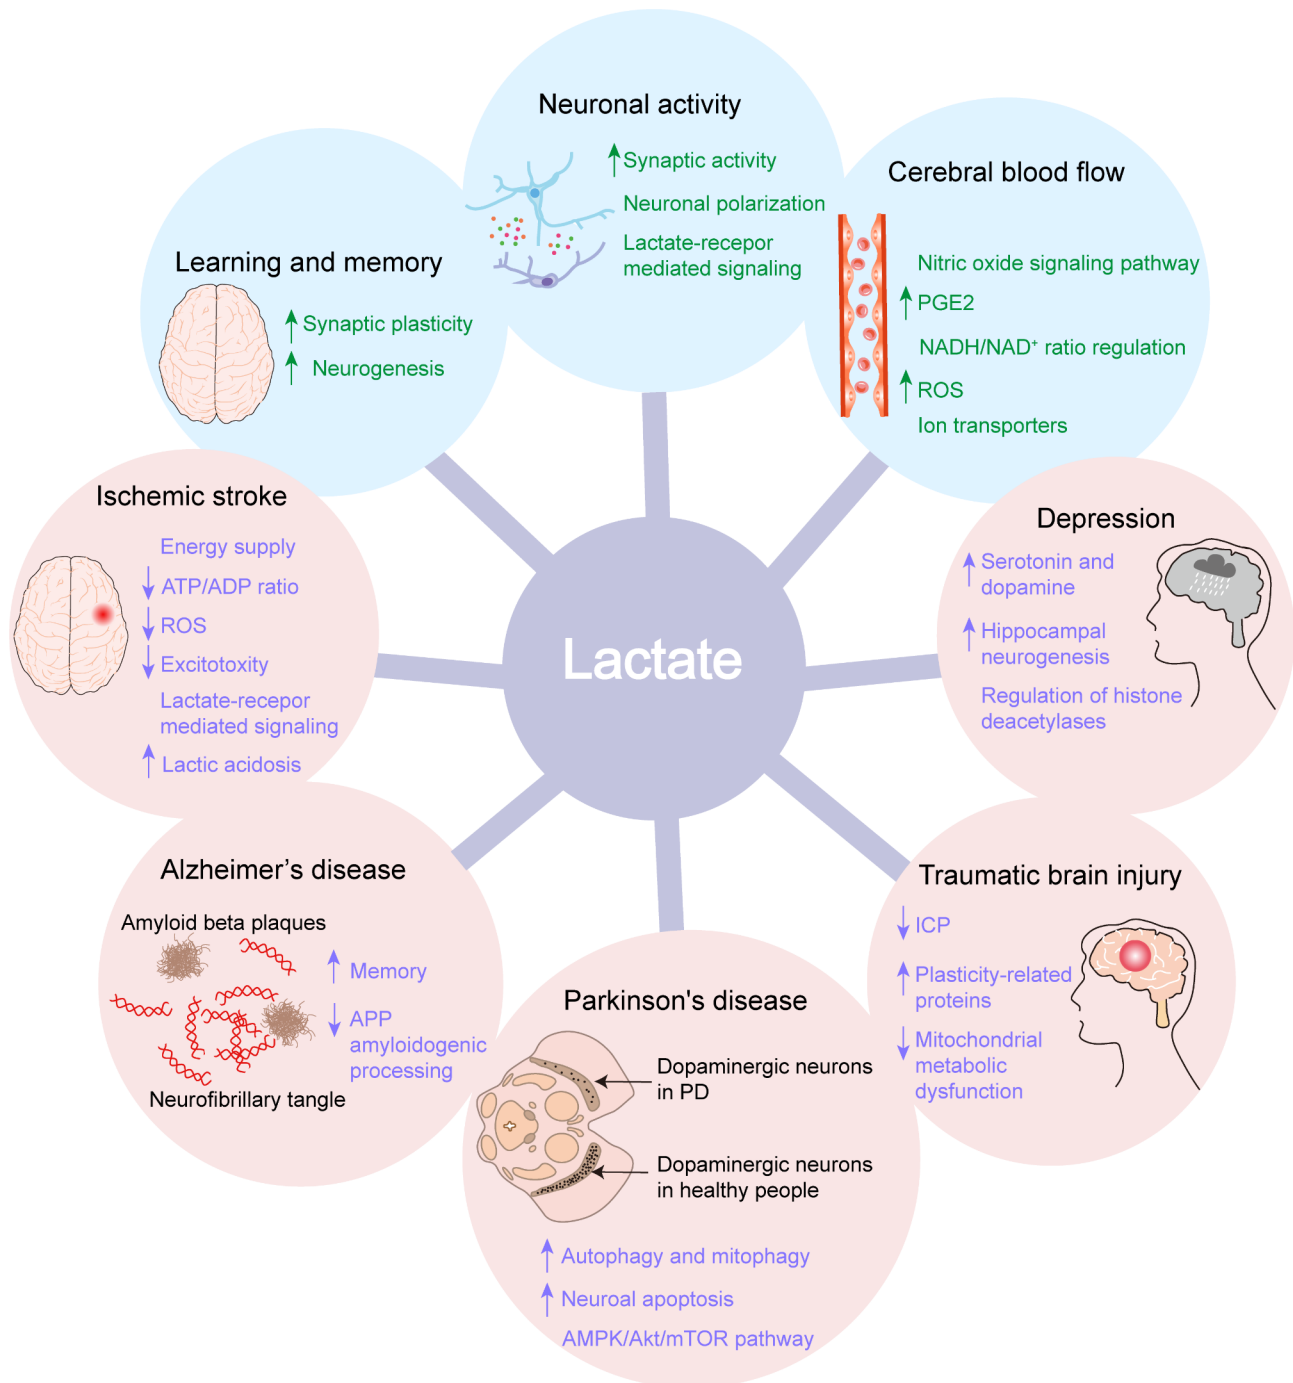 Neuronal activity
↑ Synaptic activity
Neuronal polarization
Lactate-recepor
mediated signaling
Cerebral blood flow
Nitric oxide signaling pathway
↑ PGE2
NADH/NAD⁺ ratio regulation
↑ ROS
Ion transporters
Learning and memory
↑ Synaptic plasticity
↑ Neurogenesis
Ischemic stroke
Energy supply
↓ ATP/ADP ratio
↓ ROS
↓ Excitotoxity
Lactate-recepor
mediated signaling
↑ Lactic acidosis
Lactate
Depression
↑ Serotonin and
dopamine
↑ Hippocampal
neurogenesis
Regulation of histone
deacetylases
Alzheimer’s disease
Amyloid beta plaques
↑ Memory
↓ APP
amyloidogenic
processing
Neurofibrillary tangle
Parkinson's disease
Dopaminergic neurons
in PD
Dopaminergic neurons
in healthy people
↑ Autophagy and mitophagy
↑ Neuroal apoptosis
AMPK/Akt/mTOR pathway
Traumatic brain injury
↓ ICP
↑ Plasticity-related
proteins
↓ Mitochondrial
metabolic
dysfunction